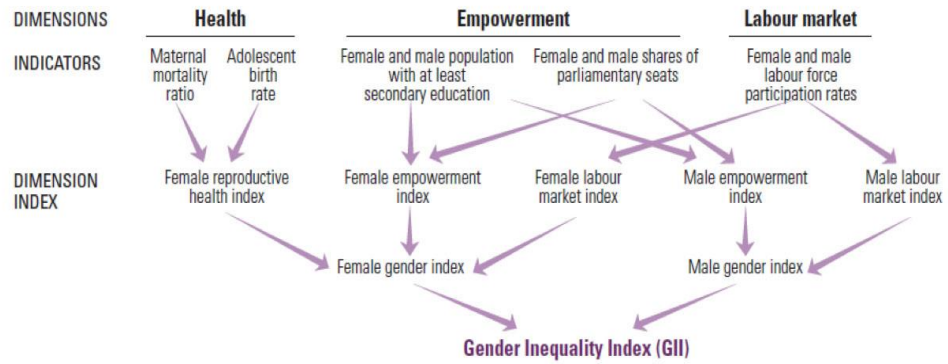 DIMENSIONS Health Empowerment Labour market
INDICATORS
Maternal
mortality
ratio
Adolescent
birth
rate
Female and male population
with at least
secondary education
Female and male shares of
parliamentary seats
Female and male
labour force
participation rates
DIMENSION
INDEX
Female reproductive
health index
Female empowerment
index
Female labour
market index
Male empowerment
index
Male labour
market index
Female gender index
Male gender index
Gender Inequality Index (GII)